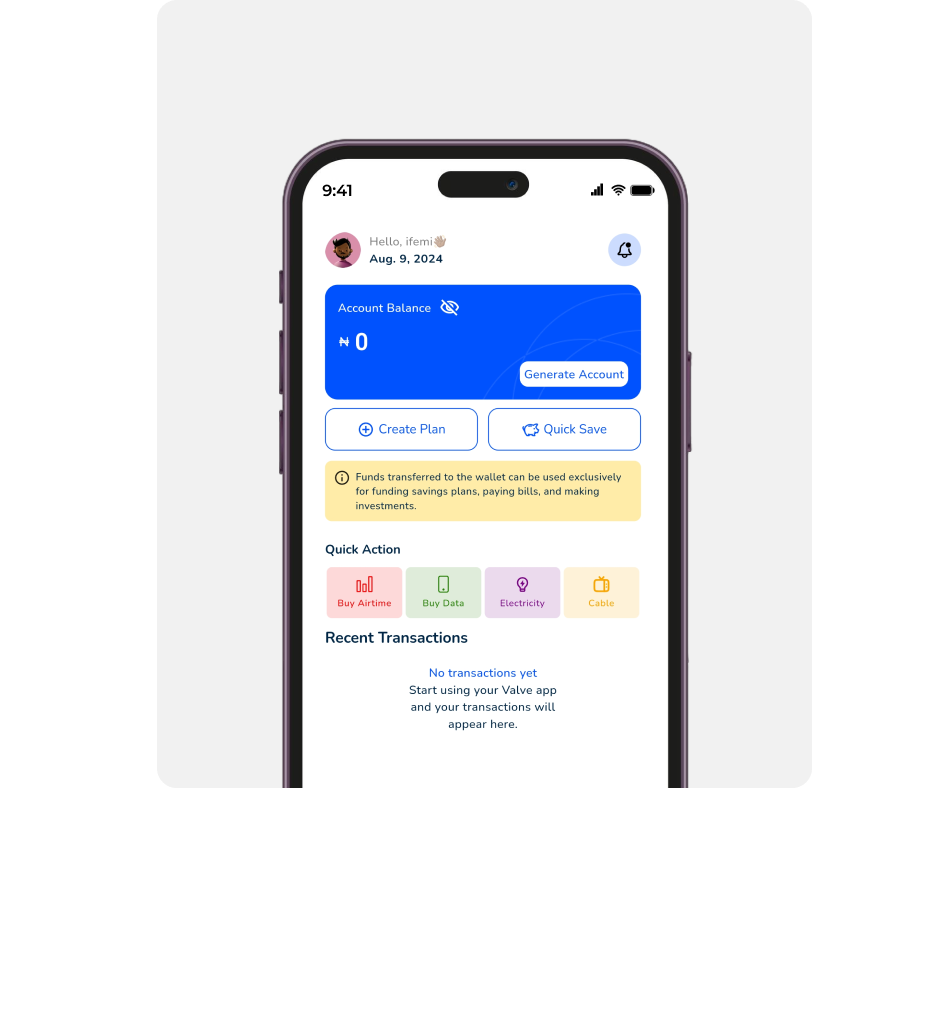 9:41
Hello, ifemi👋🏼
Aug. 9, 2024
Account Balance
₦ 0
Generate Account
Create Plan
Quick Save
Funds transferred to the wallet can be used exclusively
for funding savings plans, paying bills, and making
investments.
Quick Action
Buy Airtime
Buy Data
Electricity
Cable
Recent Transactions
No transactions yet
Start using your Valve app
and your transactions will
appear here.